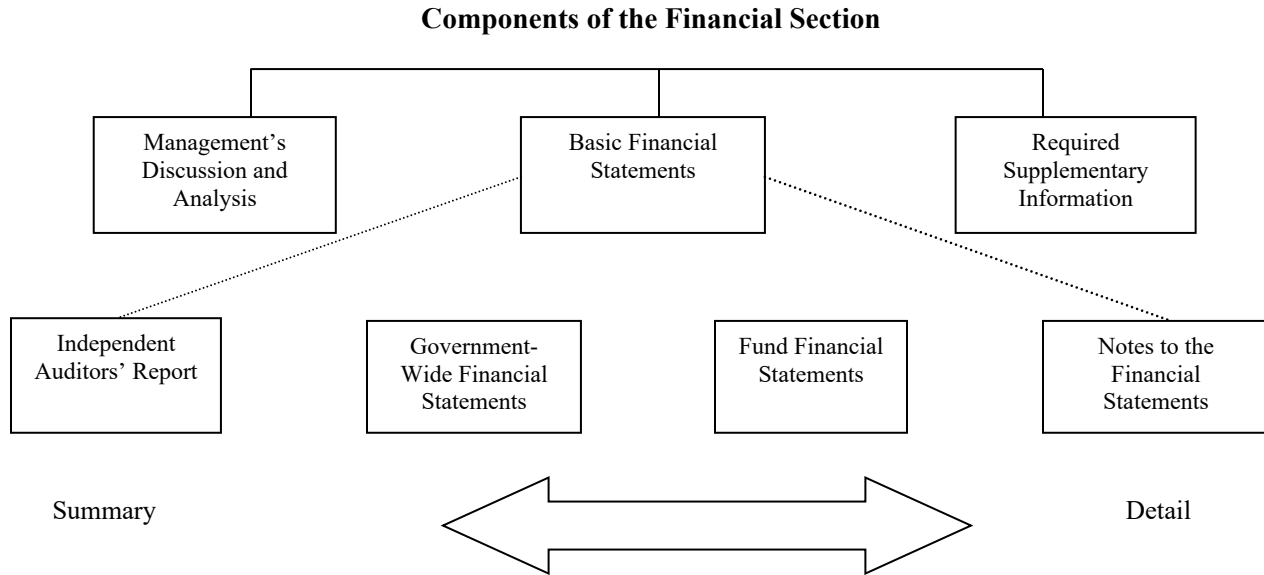 Components of the Financial Section
Management’s
Discussion and
Analysis
Basic Financial
Statements
Required
Supplementary
Information
Independent
Auditors’ Report
Government-
Wide Financial
Statements
Fund Financial
Statements
Notes to the
Financial
Statements
Summary
Detail